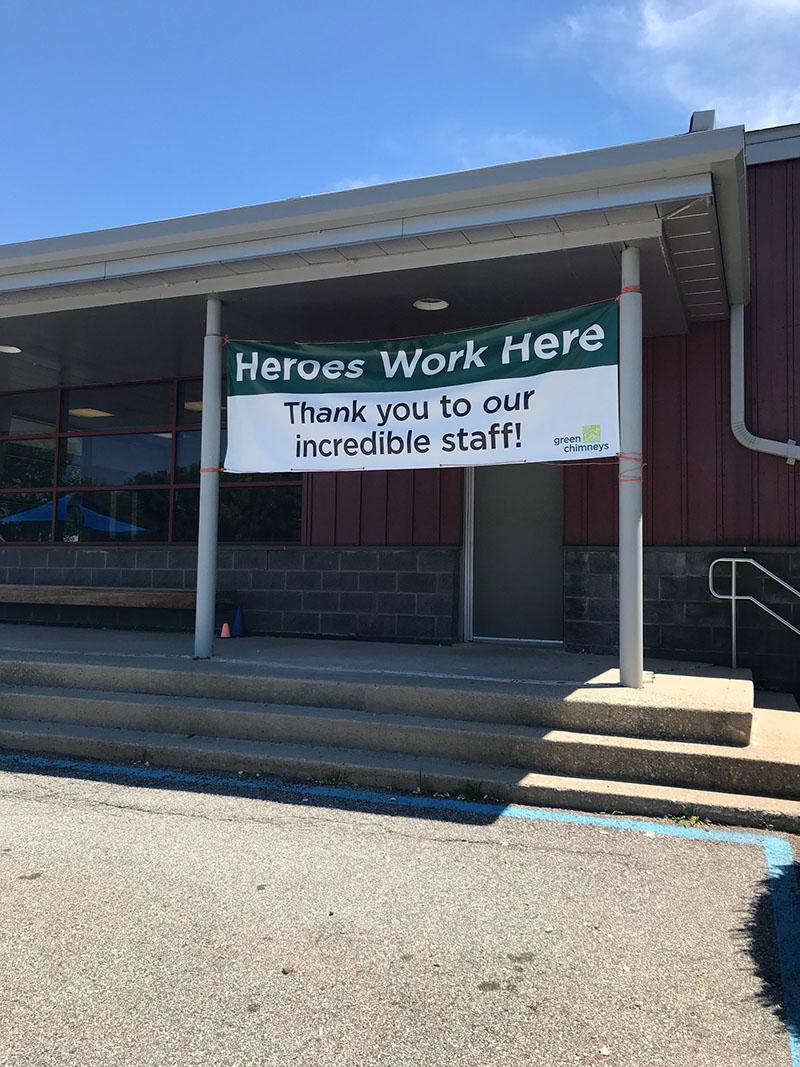 Heroes Work Here
Thank you to our
incredible staff!
green
chimneys